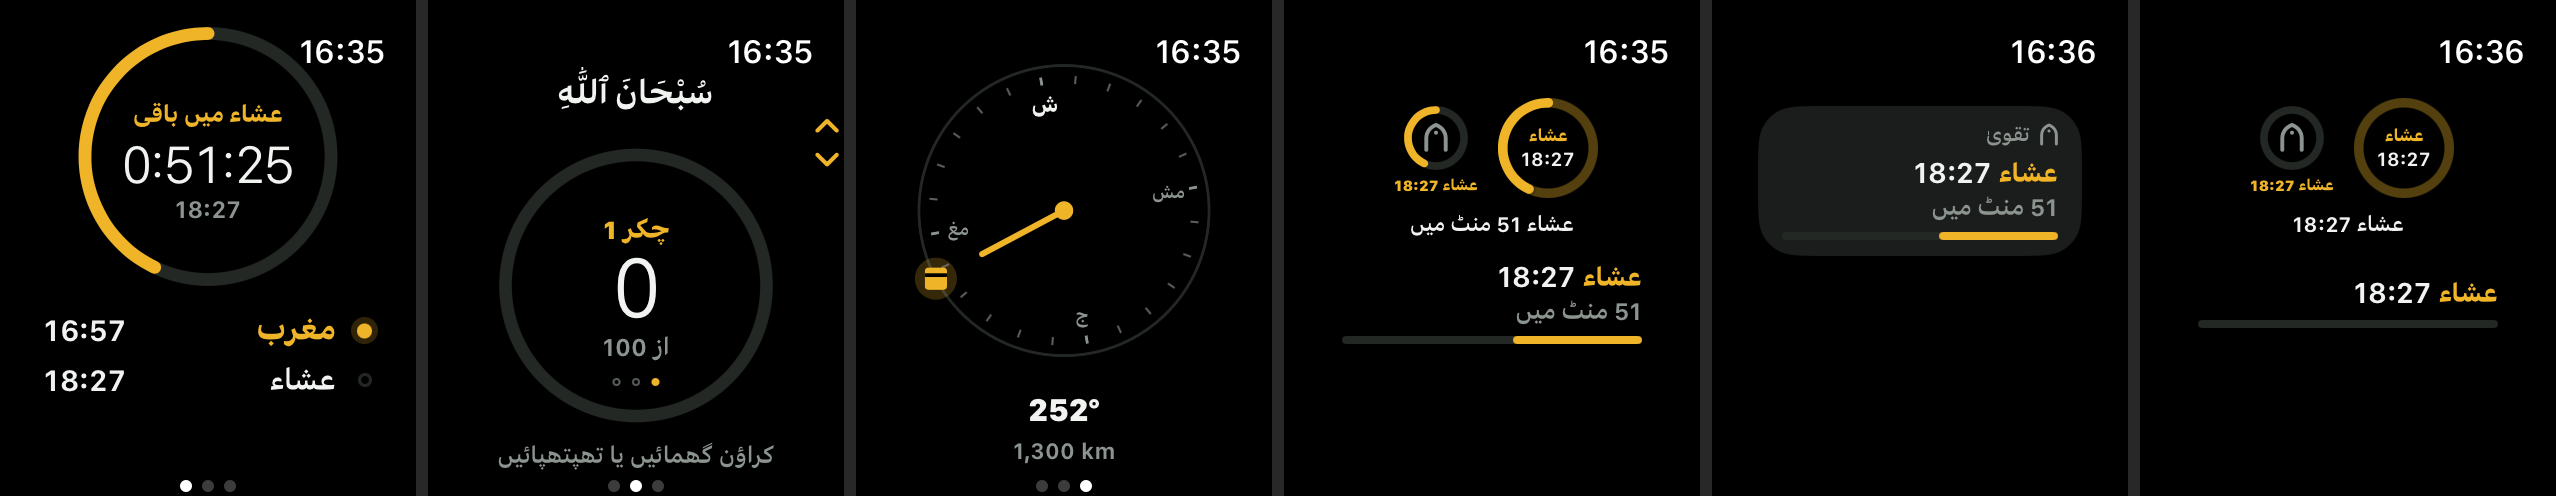 16:35
عشاء میں باقی
0:51:25
18:27
مغرب 16:57
عشاء 18:27
16:35
سُبْحَانَ ٱللَّٰهِ
چکر 1
0
از 100
کراؤن گھمائیں یا تھپتھپائیں
16:35
ش
مش
مغ
ج
252°
1,300 km
16:35
عشاء
18:27
عشاء 18:27
عشاء 51 منٹ میں
عشاء 18:27
51 منٹ میں
16:36
تقویٰ
عشاء 18:27
51 منٹ میں
16:36
عشاء
18:27
عشاء 18:27
عشاء 18:27
عشاء 18:27